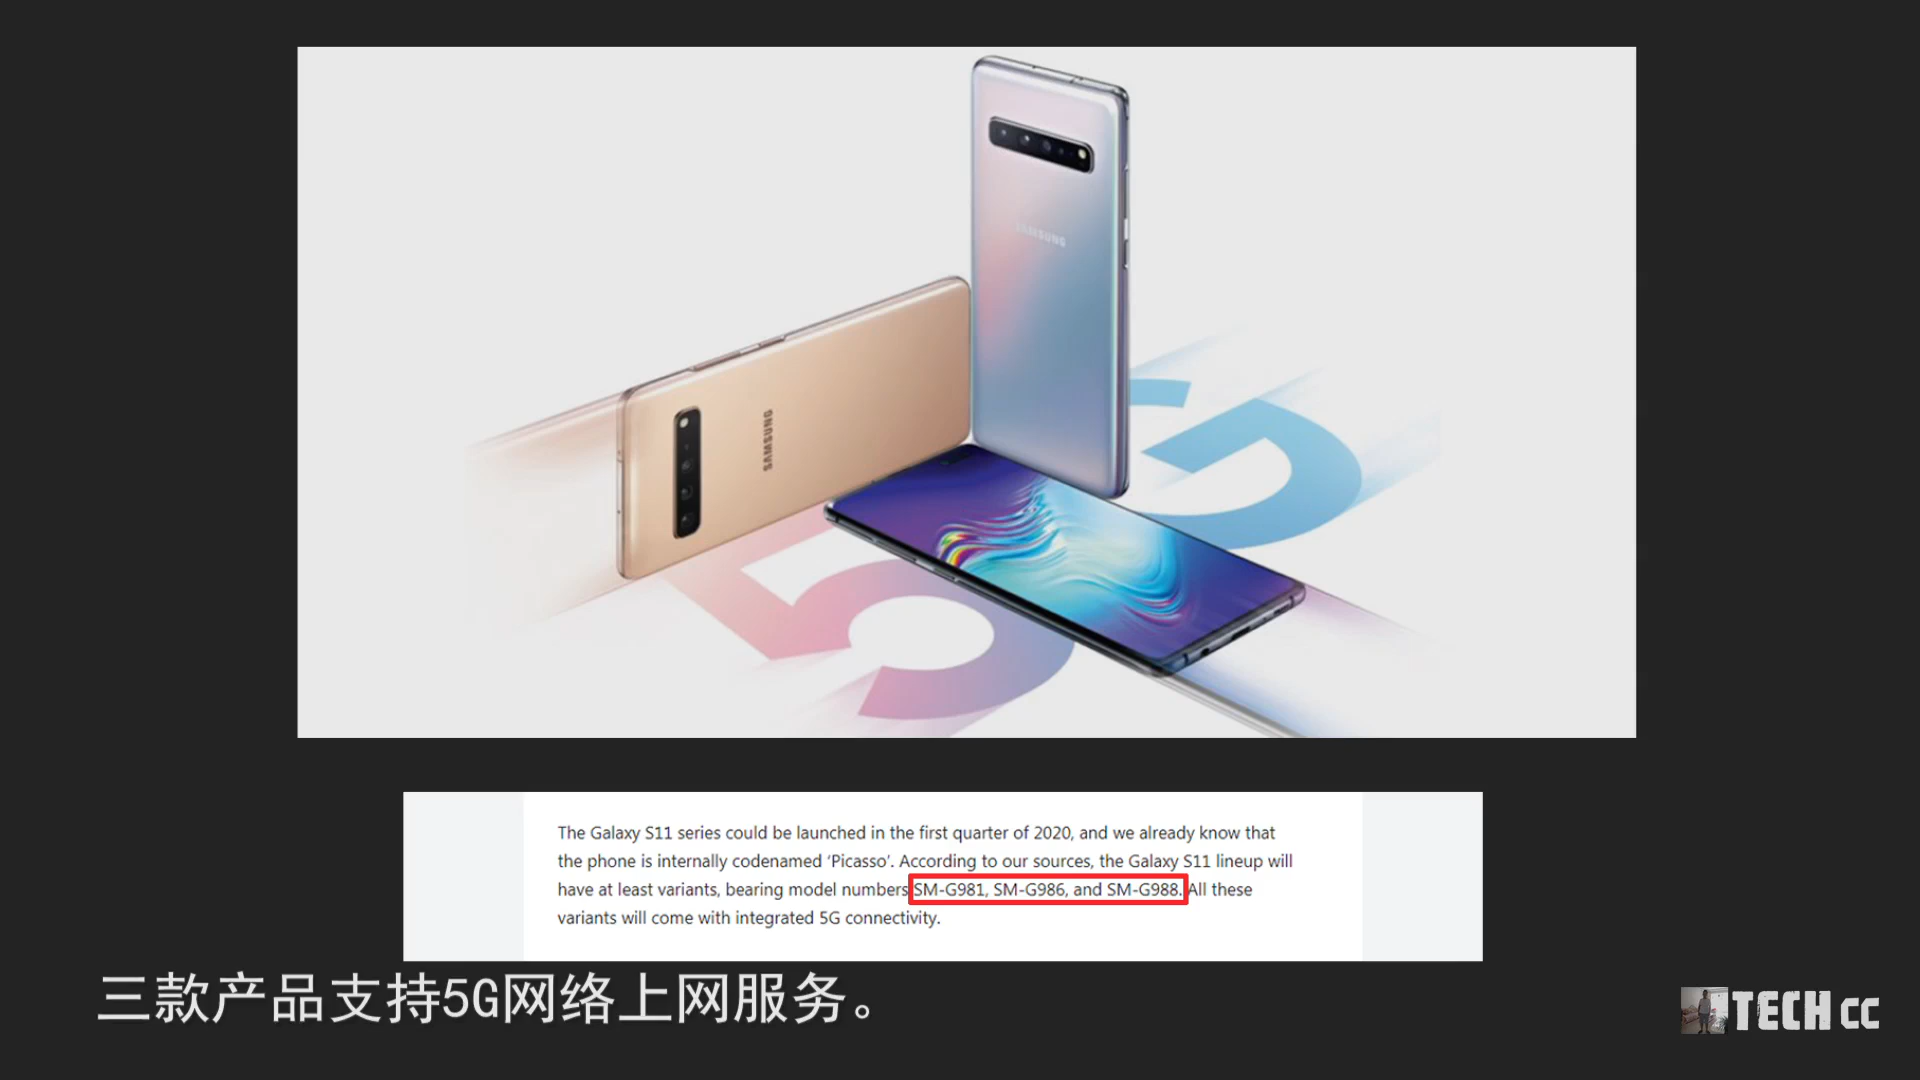 SAMSUNG
SAMSUNG
5G
The Galaxy S11 series could be launched in the first quarter of 2020, and we already know that
the phone is internally codenamed ‘Picasso’. According to our sources, the Galaxy S11 lineup will
have at least variants, bearing model numbers SM-G981, SM-G986, and SM-G988. All these
variants will come with integrated 5G connectivity.
三款产品支持5G网络上网服务。
TECH CC